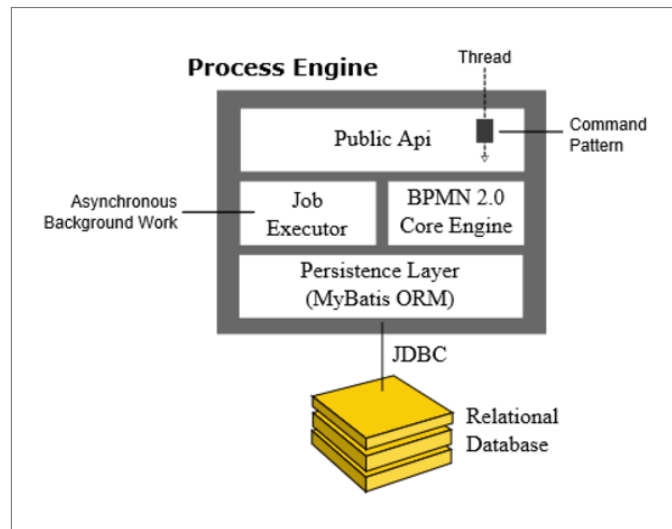 Process Engine
Thread
Public Api
Command
Pattern
Asynchronous
Background Work
Job
Executor
BPMN 2.0
Core Engine
Persistence Layer
(MyBatis ORM)
JDBC
Relational
Database